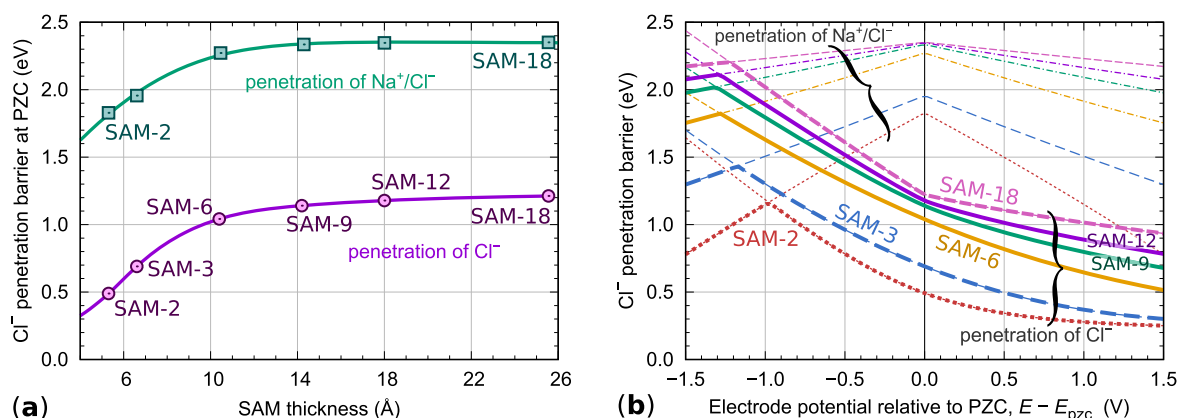 2.5
2.0
1.5
1.0
0.5
0.0
Cl⁻ penetration barrier at PZC (eV)
SAM-18
penetration of Na⁺/Cl⁻
SAM-2
SAM-12
SAM-6
SAM-9
SAM-18
SAM-3
penetration of Cl⁻
SAM-2
6 10 14 18 22 26
(a) SAM thickness (Å)
2.5
2.0
1.5
1.0
0.5
0.0
Cl⁻ penetration barrier (eV)
penetration of Na⁺/Cl⁻
SAM-18
SAM-3
SAM-2
SAM-6
SAM-12
SAM-9
penetration of Cl⁻
−1.5 −1.0 −0.5 0.0 0.5 1.0 1.5
(b) Electrode potential relative to PZC, E − Epzc (V)